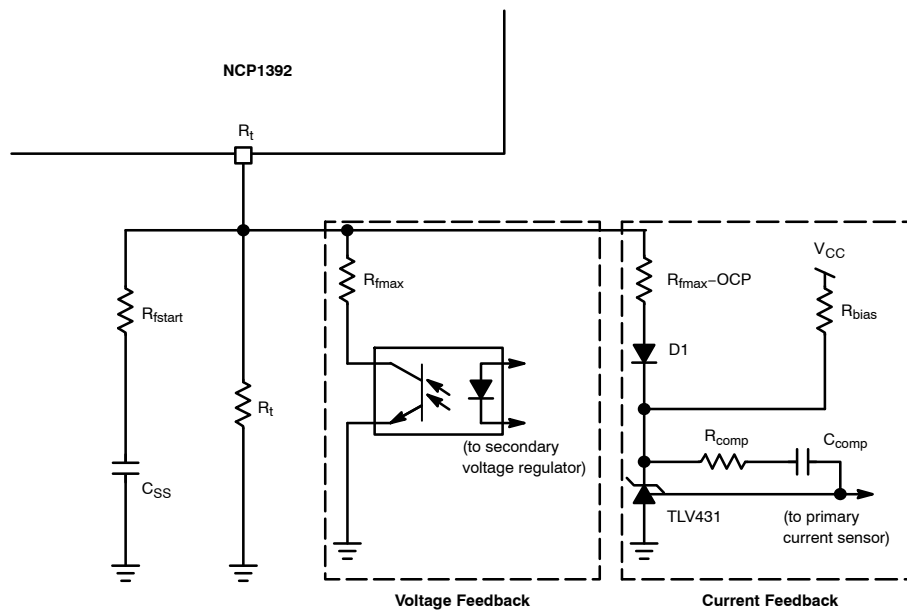 NCP1392
Rt
VCC
Rfmax
Rfmax−OCP
Rfstart
Rbias
D1
Rt
Rcomp
Ccomp
(to secondary
voltage regulator)
CSS
TLV431
(to primary
current sensor)
Voltage Feedback
Current Feedback